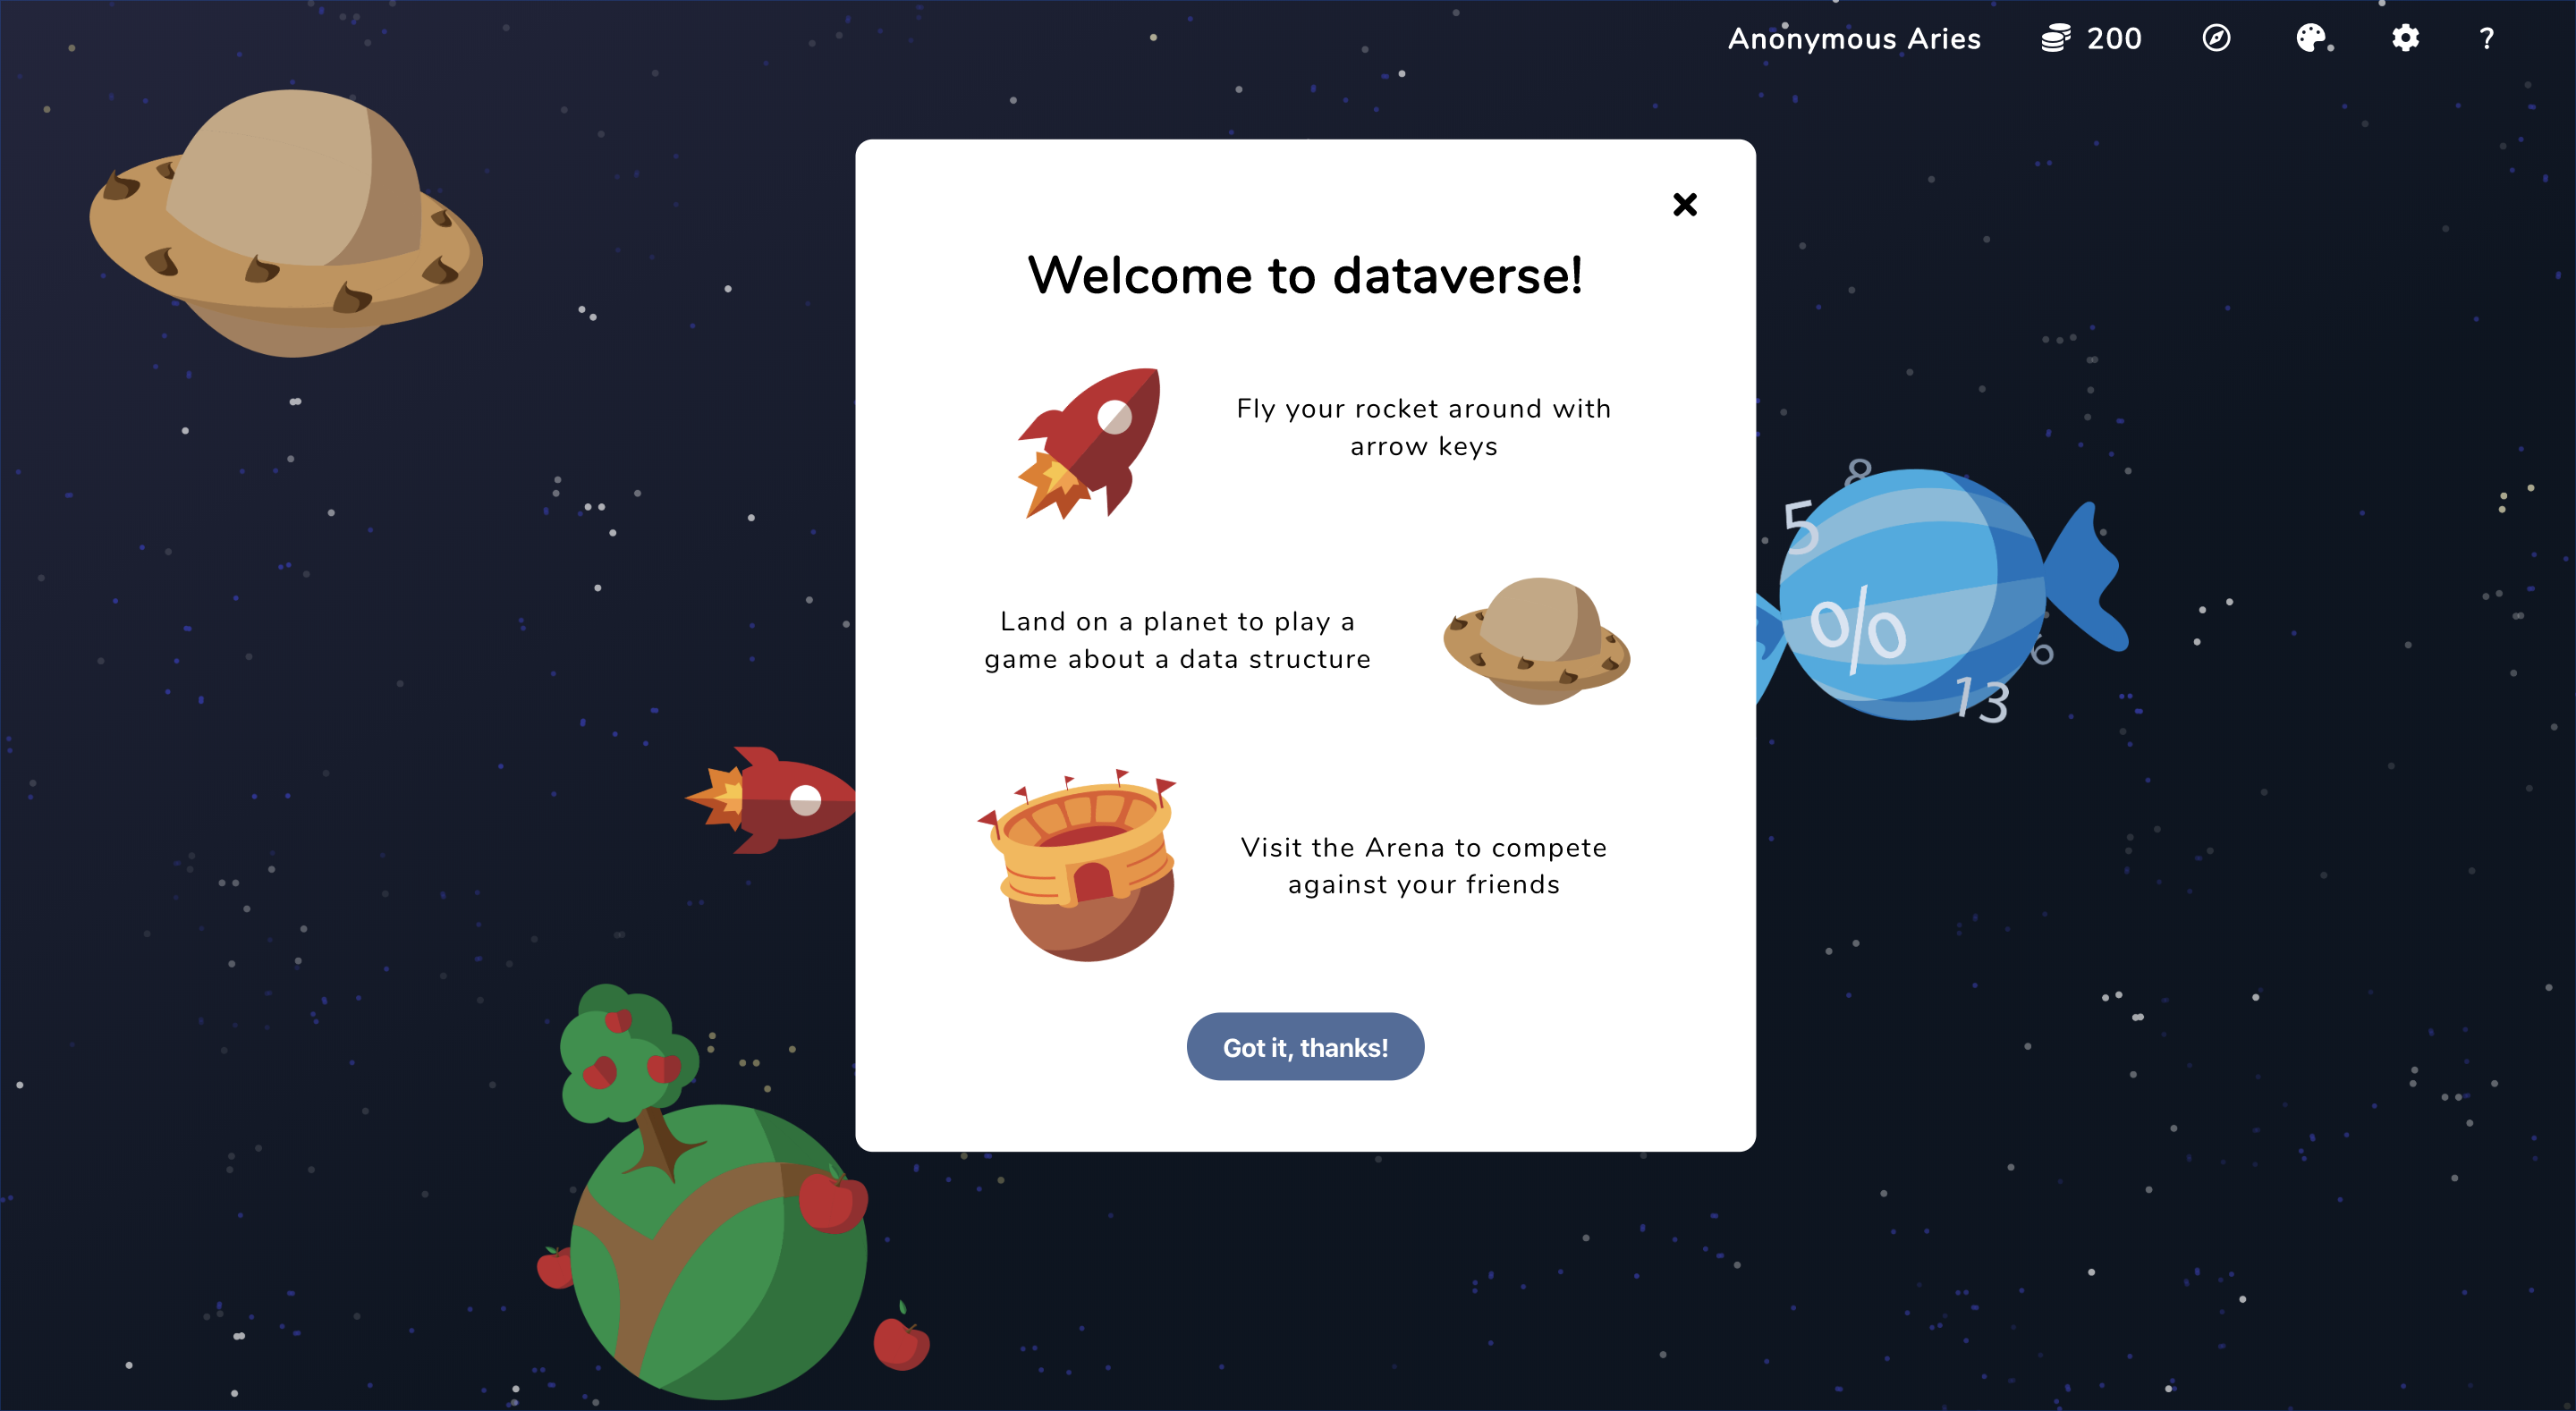 Anonymous Aries 200 ?
Welcome to dataverse!
Fly your rocket around with
arrow keys
8
5
%
6
13
Land on a planet to play a
game about a data structure
Visit the Arena to compete
against your friends
Got it, thanks!